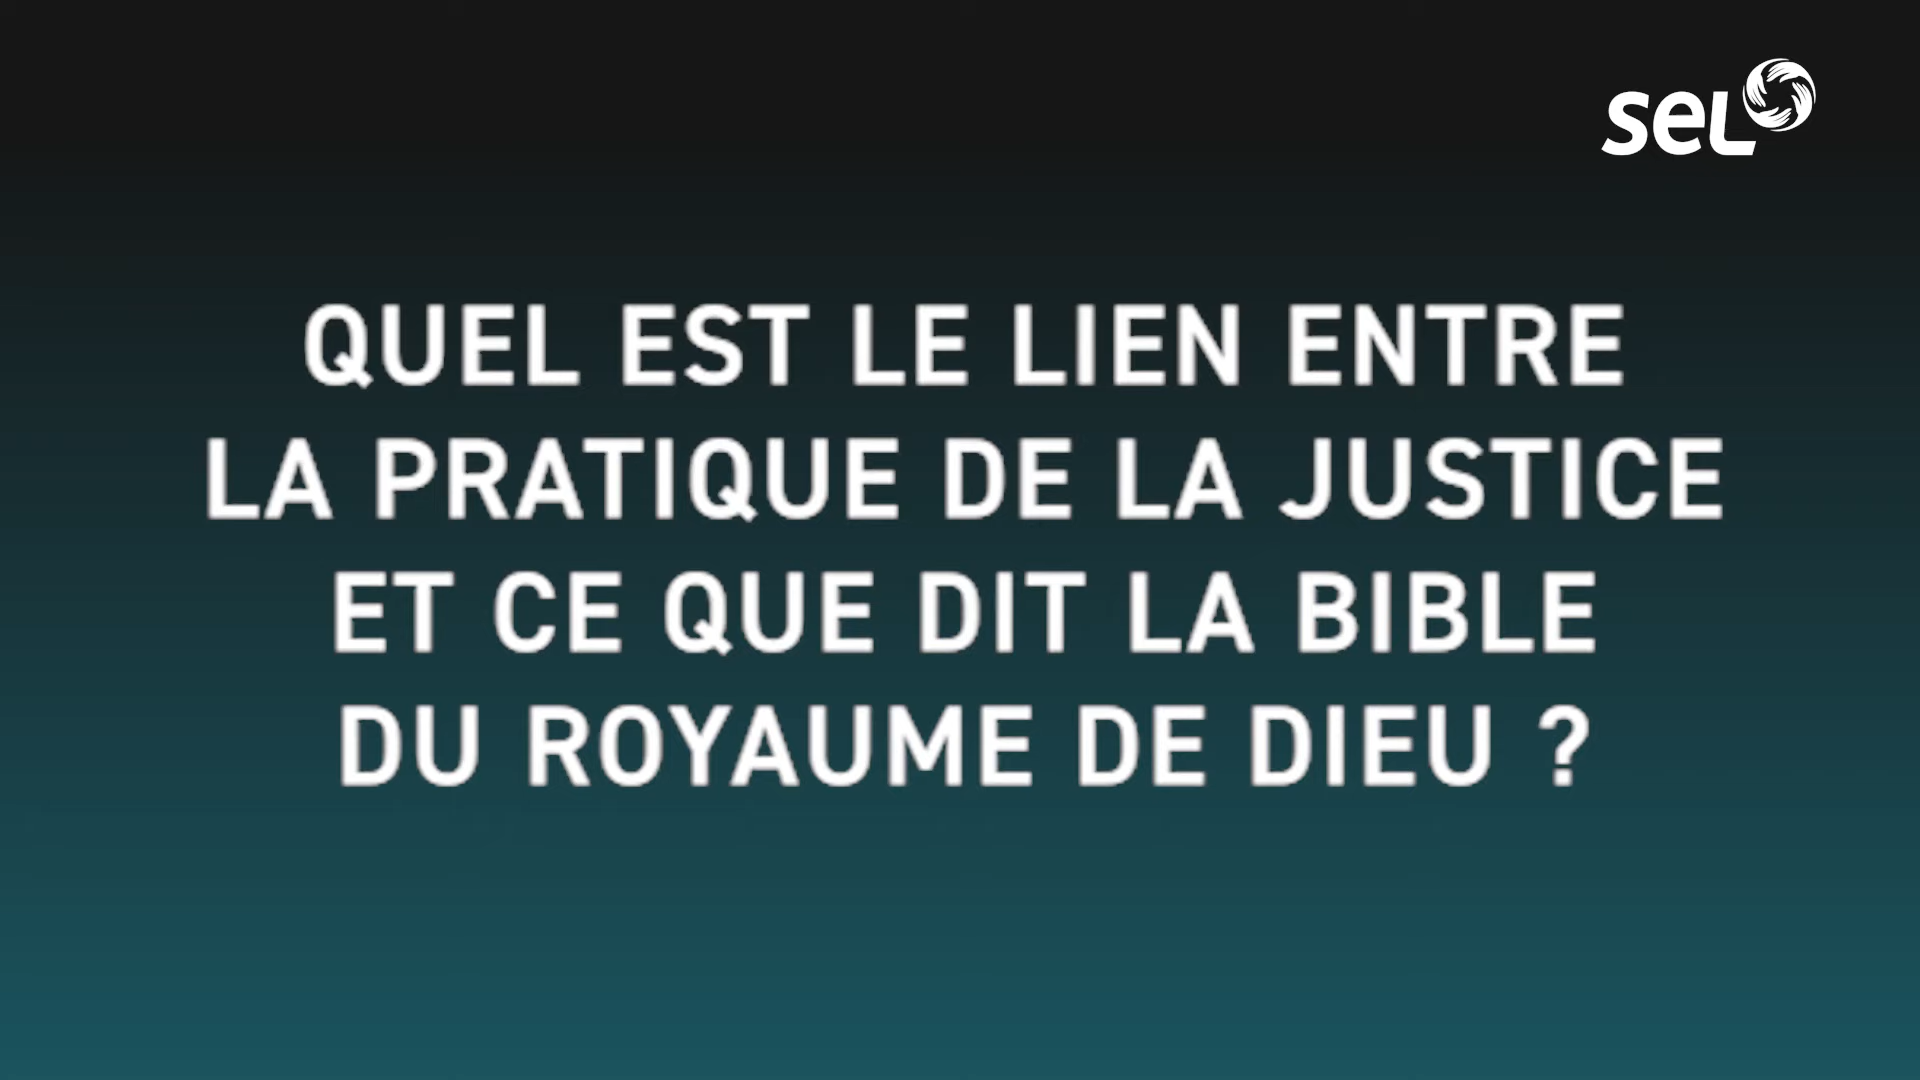 seL
QUEL EST LE LIEN ENTRE
LA PRATIQUE DE LA JUSTICE
ET CE QUE DIT LA BIBLE
DU ROYAUME DE DIEU ?